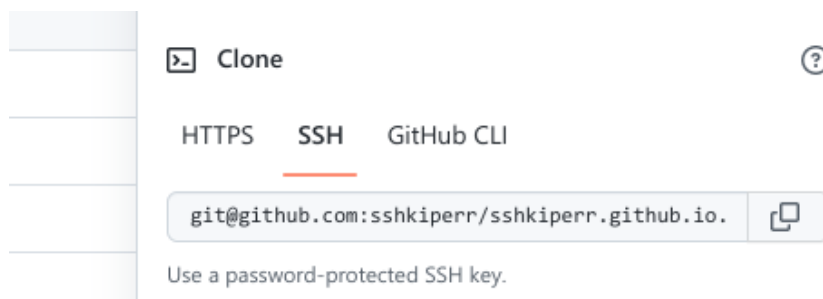 Clone
HTTPS SSH GitHub CLI
git@github.com:sshkiperr/sshkiperr.github.io.
Use a password-protected SSH key.